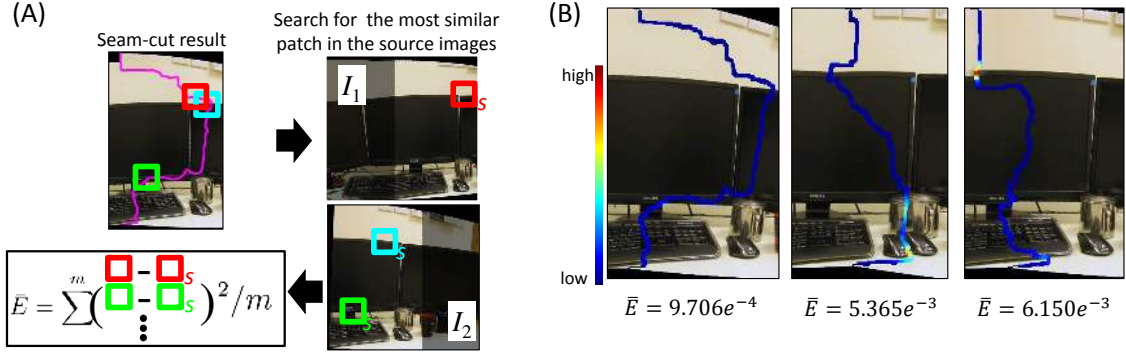 (A)
Seam-cut result
Search for the most similar
patch in the source images
I₁
s
s
s
I₂
Ē = ∑ᵐ(□ − □s
□ − □s)²/m
⋮
(B)
high
low
Ē = 9.706e⁻⁴
Ē = 5.365e⁻³
Ē = 6.150e⁻³